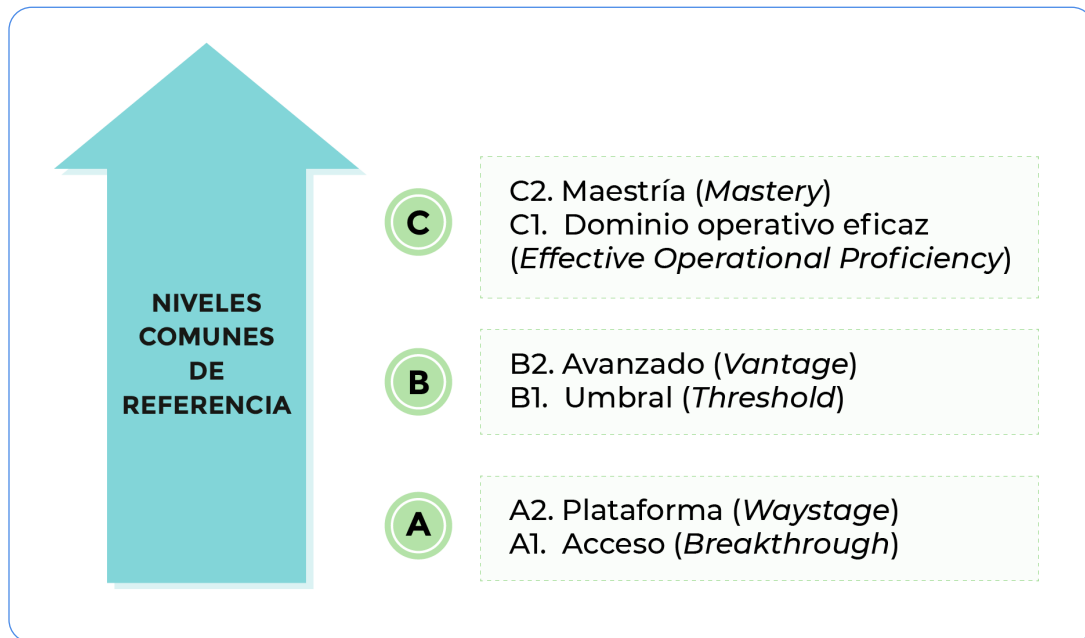 NIVELES
COMUNES
DE
REFERENCIA
C
C2. Maestría (Mastery)
C1. Dominio operativo eficaz
(Effective Operational Proficiency)
B
B2. Avanzado (Vantage)
B1. Umbral (Threshold)
A
A2. Plataforma (Waystage)
A1. Acceso (Breakthrough)